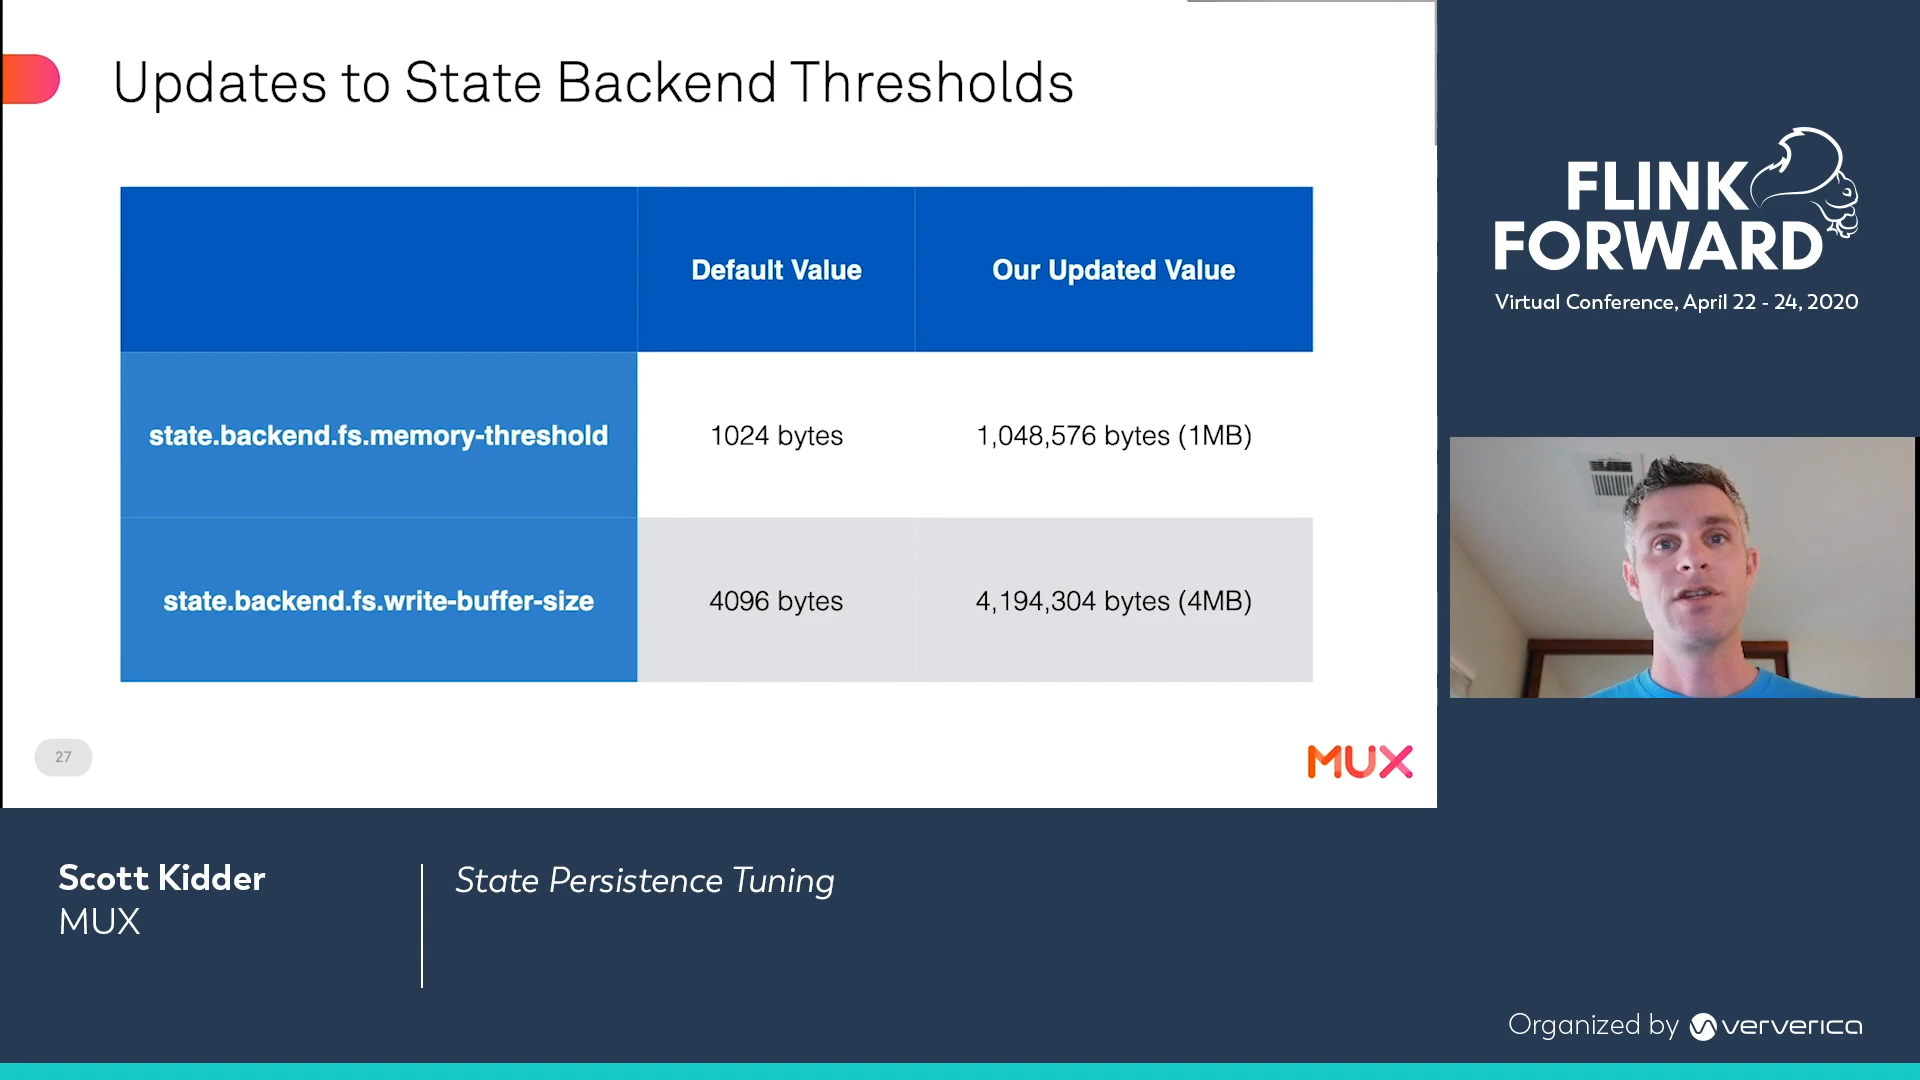 Updates to State Backend Thresholds
Default Value
Our Updated Value
state.backend.fs.memory-threshold
1024 bytes
1,048,576 bytes (1MB)
state.backend.fs.write-buffer-size
4096 bytes
4,194,304 bytes (4MB)
27
MUX
FLINK
FORWARD
Virtual Conference, April 22 - 24, 2020
Scott Kidder
MUX
State Persistence Tuning
Organized by ververica